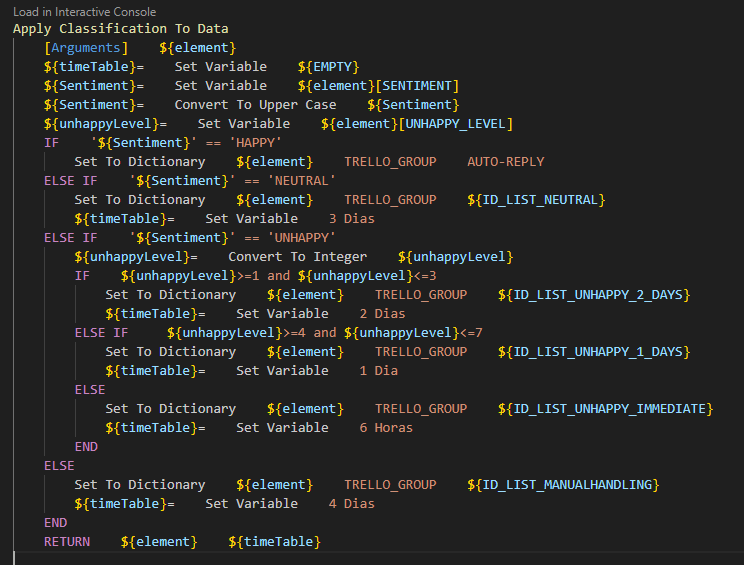 Load in Interactive Console
Apply Classification To Data
    [Arguments]    ${element}
    ${timeTable}=    Set Variable    ${EMPTY}
    ${Sentiment}=    Set Variable    ${element}[SENTIMENT]
    ${Sentiment}=    Convert To Upper Case    ${Sentiment}
    ${unhappyLevel}=    Set Variable    ${element}[UNHAPPY_LEVEL]
    IF    '${Sentiment}' == 'HAPPY'
        Set To Dictionary    ${element}    TRELLO_GROUP    AUTO-REPLY
    ELSE IF    '${Sentiment}' == 'NEUTRAL'
        Set To Dictionary    ${element}    TRELLO_GROUP    ${ID_LIST_NEUTRAL}
        ${timeTable}=    Set Variable    3 Dias
    ELSE IF    '${Sentiment}' == 'UNHAPPY'
        ${unhappyLevel}=    Convert To Integer    ${unhappyLevel}
        IF    ${unhappyLevel}>=1 and ${unhappyLevel}<=3
            Set To Dictionary    ${element}    TRELLO_GROUP    ${ID_LIST_UNHAPPY_2_DAYS}
            ${timeTable}=    Set Variable    2 Dias
        ELSE IF    ${unhappyLevel}>=4 and ${unhappyLevel}<=7
            Set To Dictionary    ${element}    TRELLO_GROUP    ${ID_LIST_UNHAPPY_1_DAYS}
            ${timeTable}=    Set Variable    1 Dia
        ELSE
            Set To Dictionary    ${element}    TRELLO_GROUP    ${ID_LIST_UNHAPPY_IMMEDIATE}
            ${timeTable}=    Set Variable    6 Horas
        END
    ELSE
        Set To Dictionary    ${element}    TRELLO_GROUP    ${ID_LIST_MANUALHANDLING}
        ${timeTable}=    Set Variable    4 Dias
    END
    RETURN    ${element}    ${timeTable}